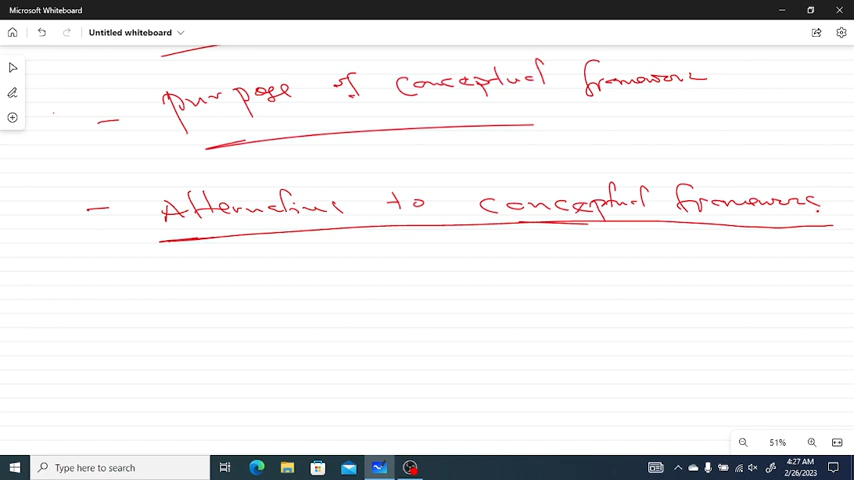 Microsoft Whiteboard
Untitled whiteboard
- purpose of conceptual framework
- Alternatives to conceptual framework
51%
Type here to search
4:27 AM
2/26/2023